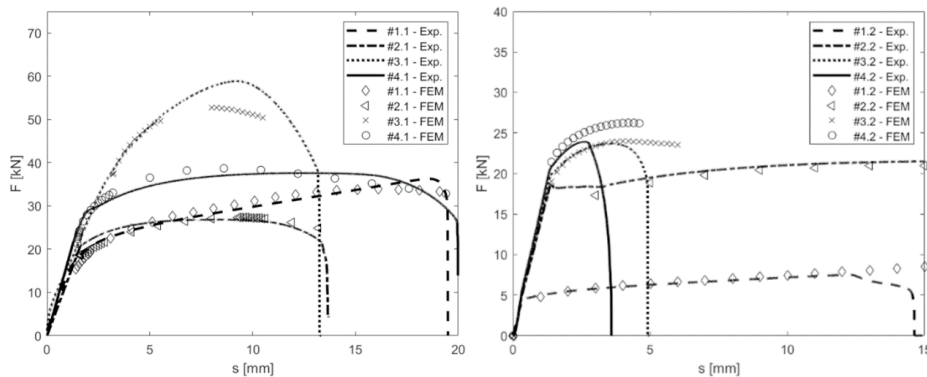 75
70
60
50
40
30
20
10
0
F [kN]
0
5
10
15
20
s [mm]
#1.1 - Exp.
#2.1 - Exp.
#3.1 - Exp.
#4.1 - Exp.
#1.1 - FEM
#2.1 - FEM
#3.1 - FEM
#4.1 - FEM
40
35
30
25
20
15
10
5
0
F [kN]
0
5
10
15
s [mm]
#1.2 - Exp.
#2.2 - Exp.
#3.2 - Exp.
#4.2 - Exp.
#1.2 - FEM
#2.2 - FEM
#3.2 - FEM
#4.2 - FEM